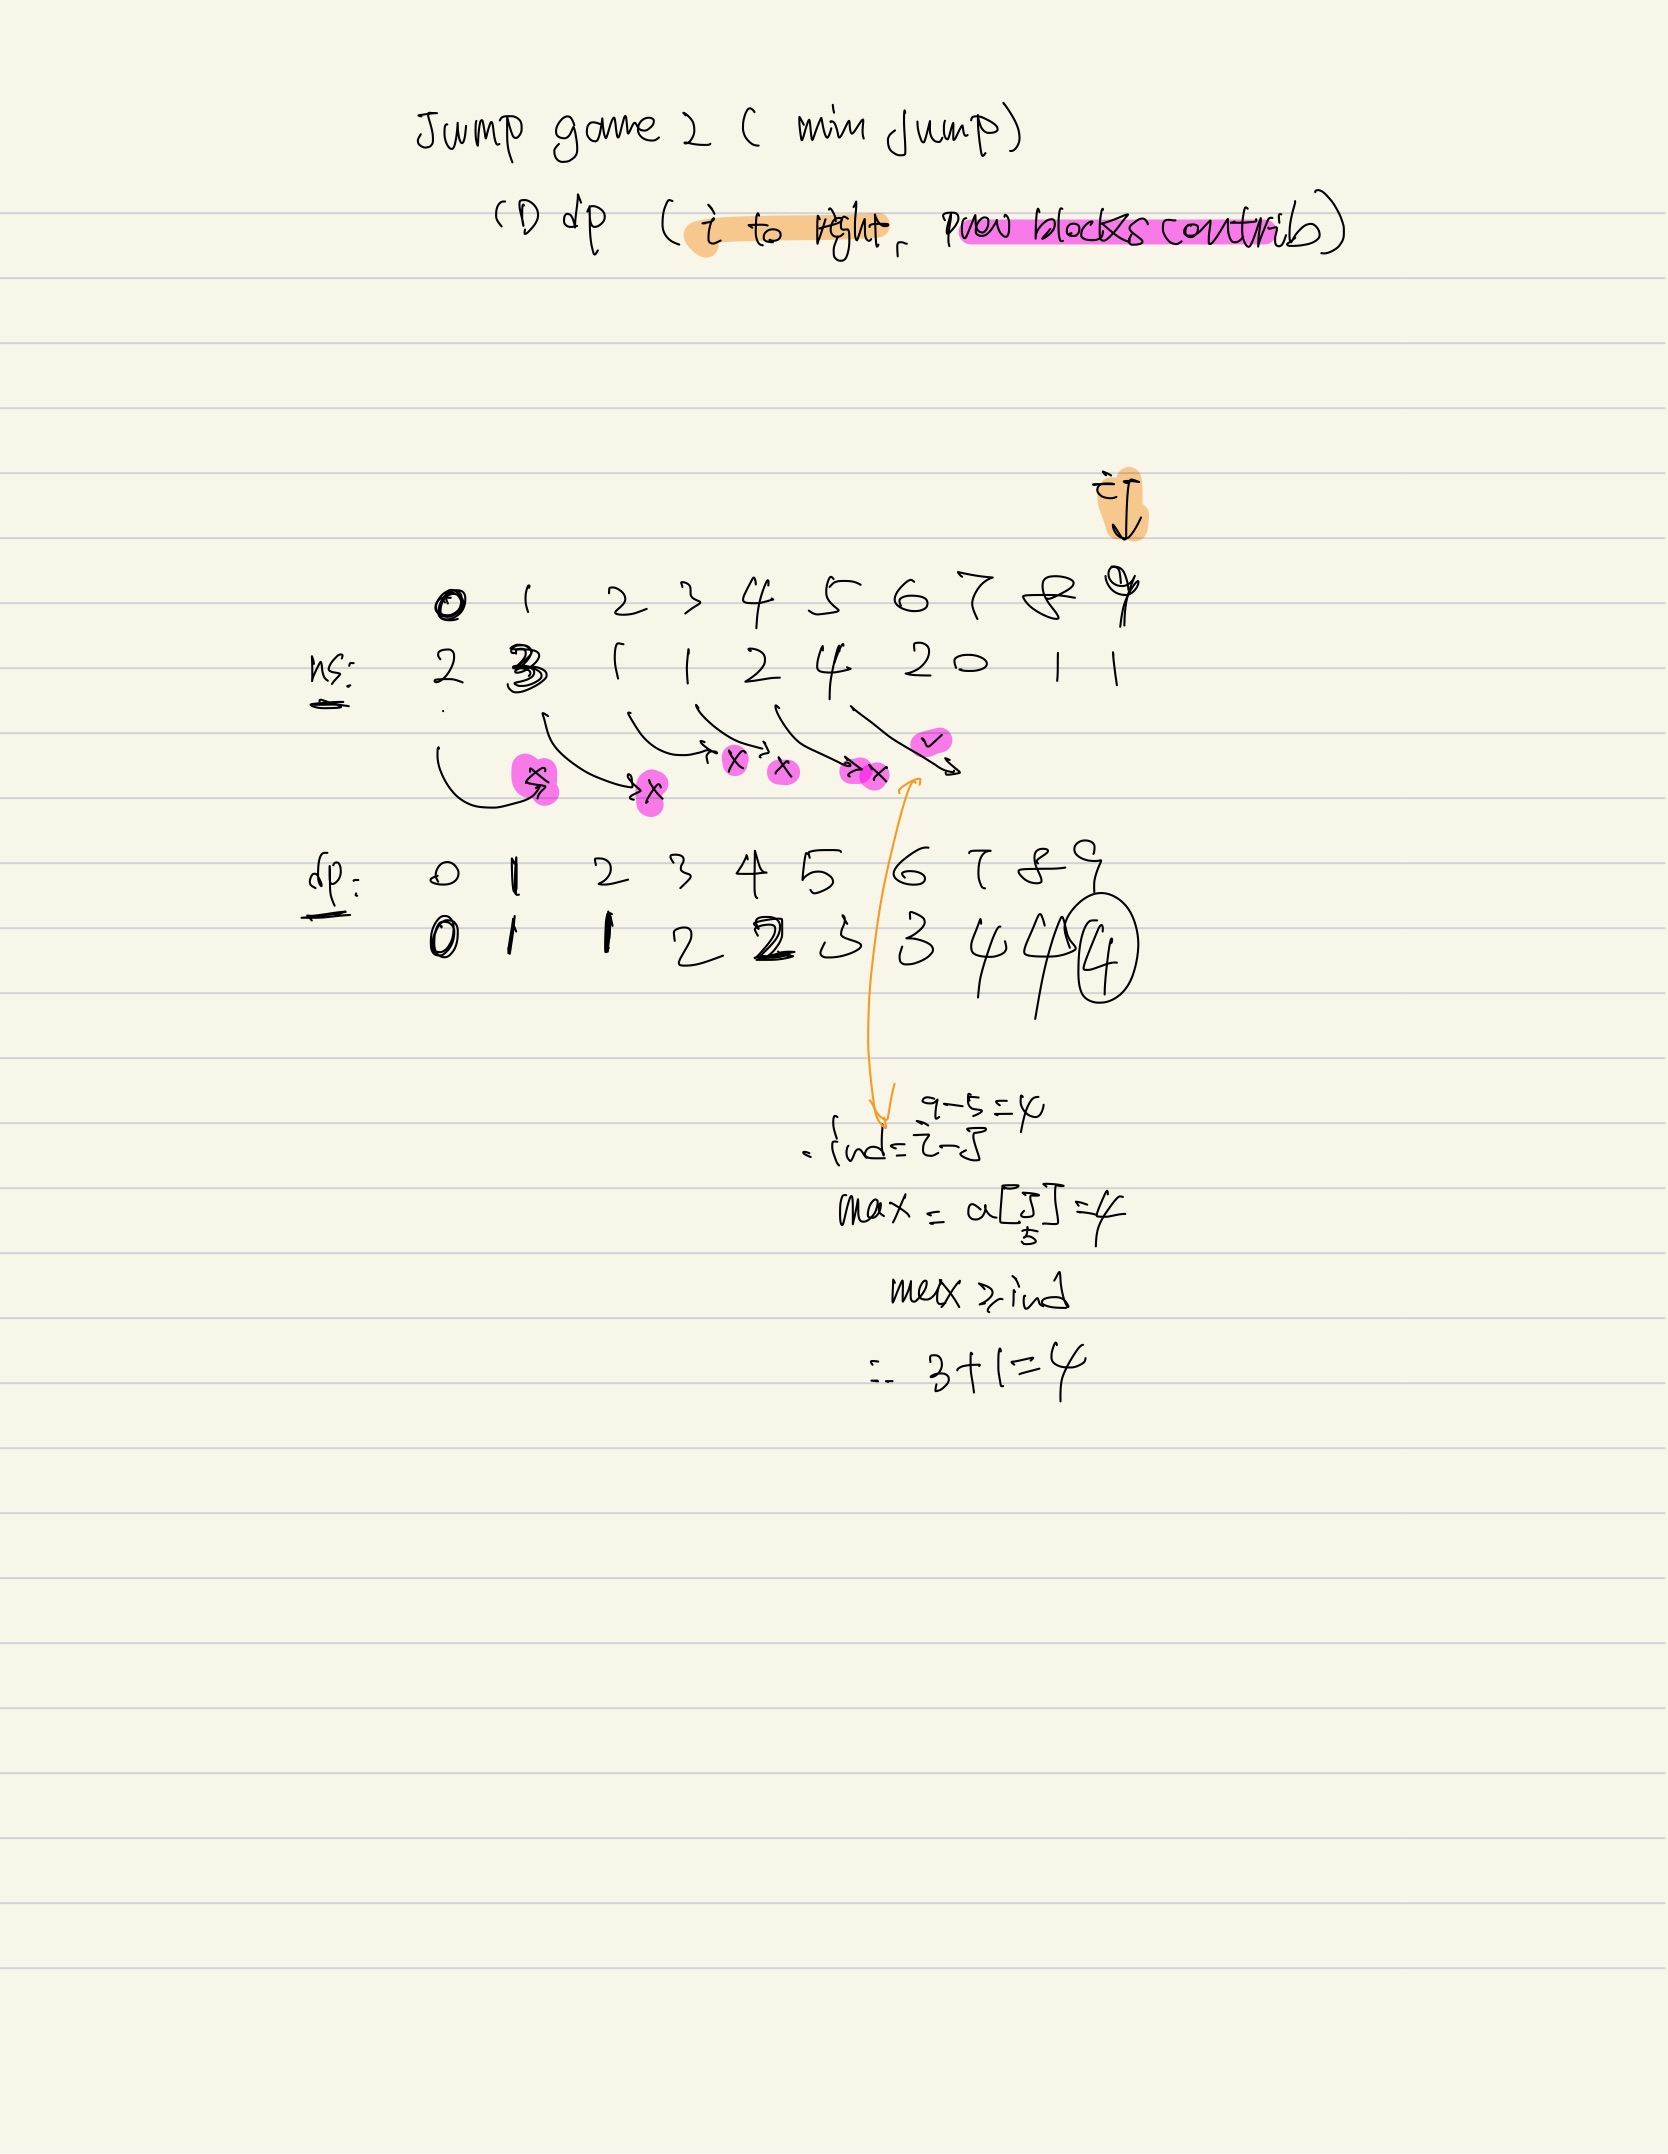 Jump game 2 ( min Jump)
(1) dp (i to right, prev blocks contrib)
i
0 1 2 3 4 5 6 7 8 9
ns: 2 3 1 1 2 4 2 0 1 1
x x x x x ✓
dp: 0 1 2 3 4 5 6 7 8 9
0 1 1 2 2 3 3 4 4 4
9-5=4
ind=i-J
max = a[J]=4
5
max ≥ ind
∴ 3+1=4